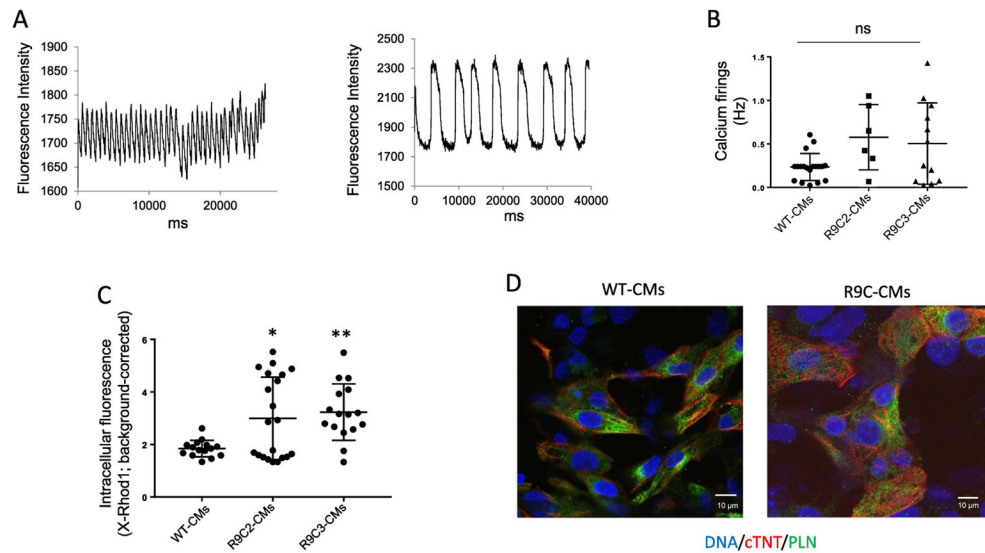 A
Fluorescence Intensity
1900
1800
1700
1600
0
10000
20000
ms
Fluorescence Intensity
2500
2300
2100
1900
1700
1500
0
10000
20000
30000
40000
ms
B
ns
Calcium firings
(Hz)
1.5
1.0
0.5
0.0
WT-CMs
R9C2-CMs
R9C3-CMs
C
Intracellular fluorescence
(X-Rhod1; background-corrected)
6
4
2
0
*
**
WT-CMs
R9C2-CMs
R9C3-CMs
D
WT-CMs
R9C-CMs
10 µm
10 µm
DNA/cTNT/PLN